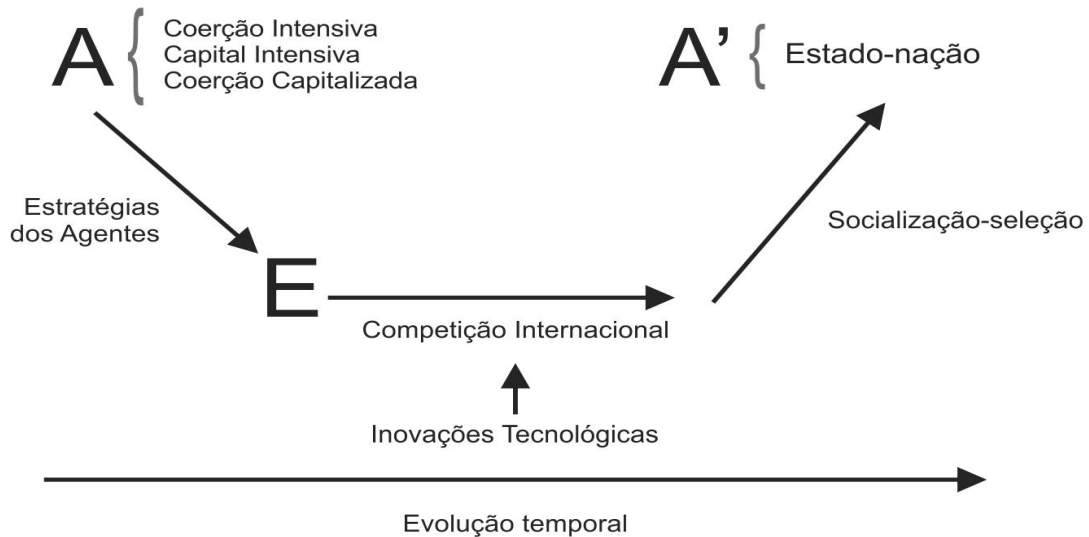 A
Coerção Intensiva
Capital Intensiva
Coerção Capitalizada
A’
Estado-nação
Estratégias
dos Agentes
Socialização-seleção
E
Competição Internacional
Inovações Tecnológicas
Evolução temporal